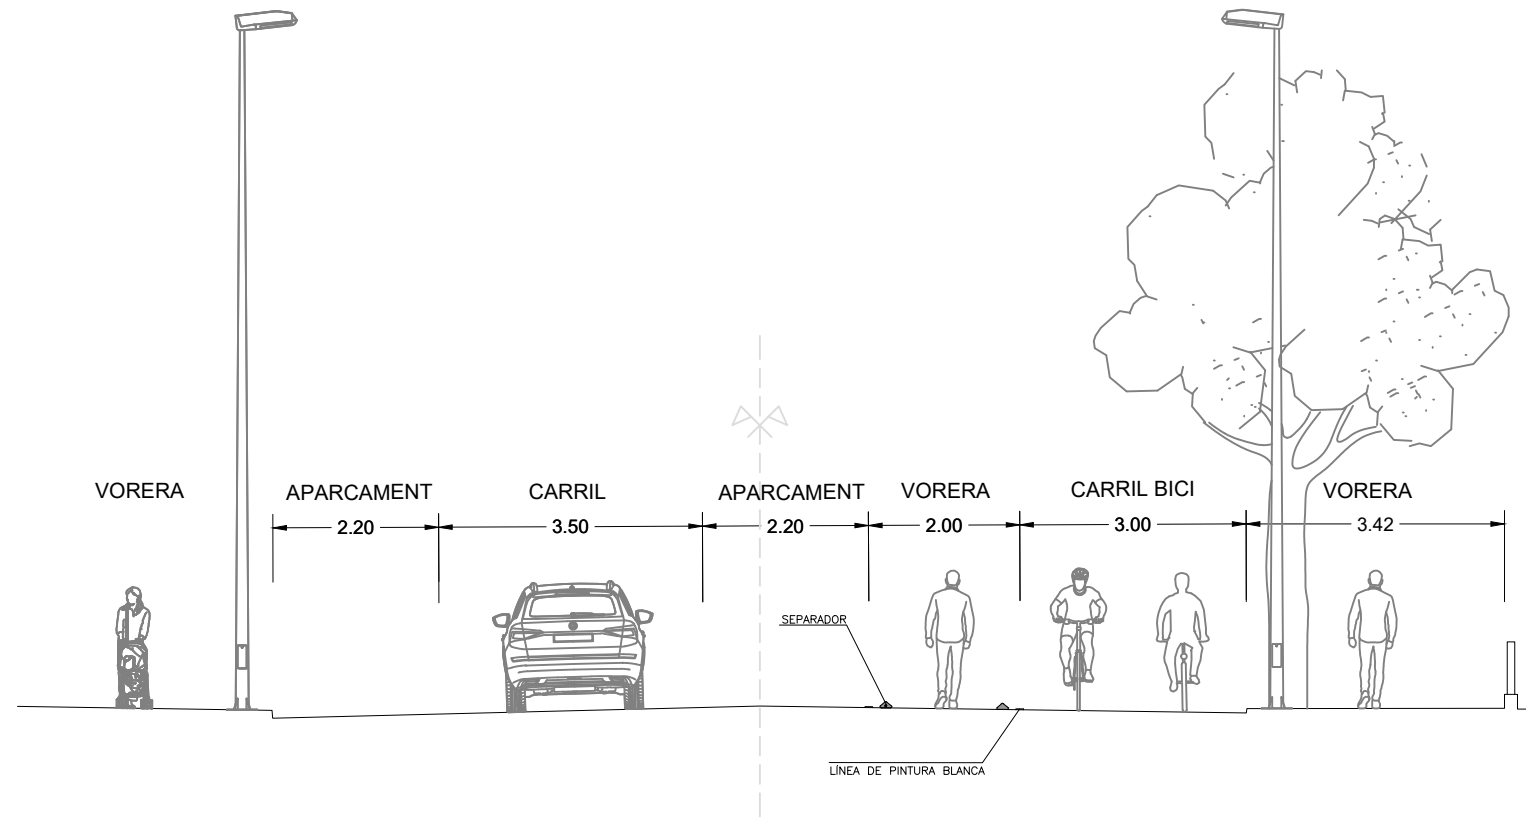 VORERA
APARCAMENT
CARRIL
APARCAMENT
VORERA
CARRIL BICI
VORERA
2.20
3.50
2.20
2.00
3.00
3.42
SEPARADOR
LÍNEA DE PINTURA BLANCA